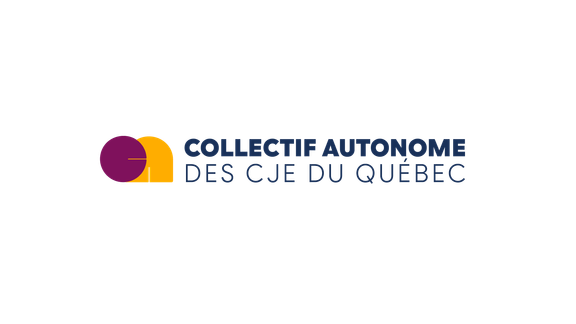 COLLECTIF AUTONOME
DES CJE DU QUÉBEC